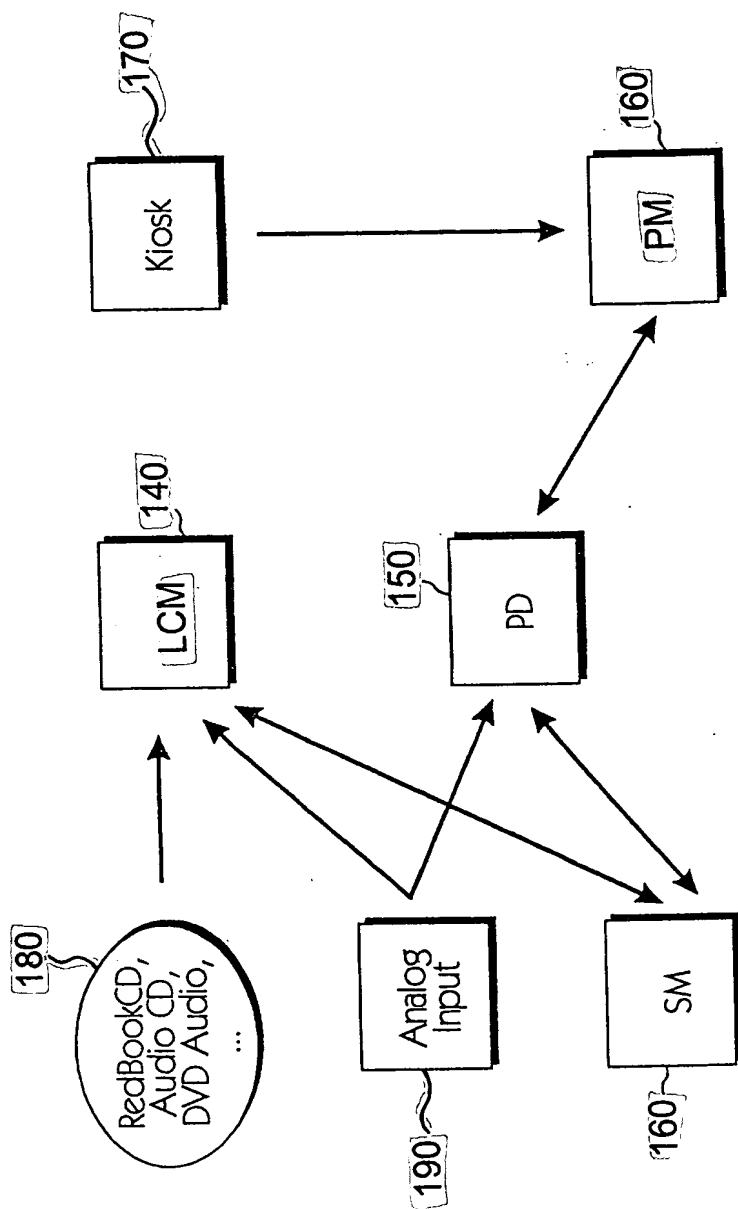 180
RedBookCD,
Audio CD,
DVD Audio,
...
140
LCM
170
Kiosk
190
Analog
Input
150
PD
160
SM
160
PM